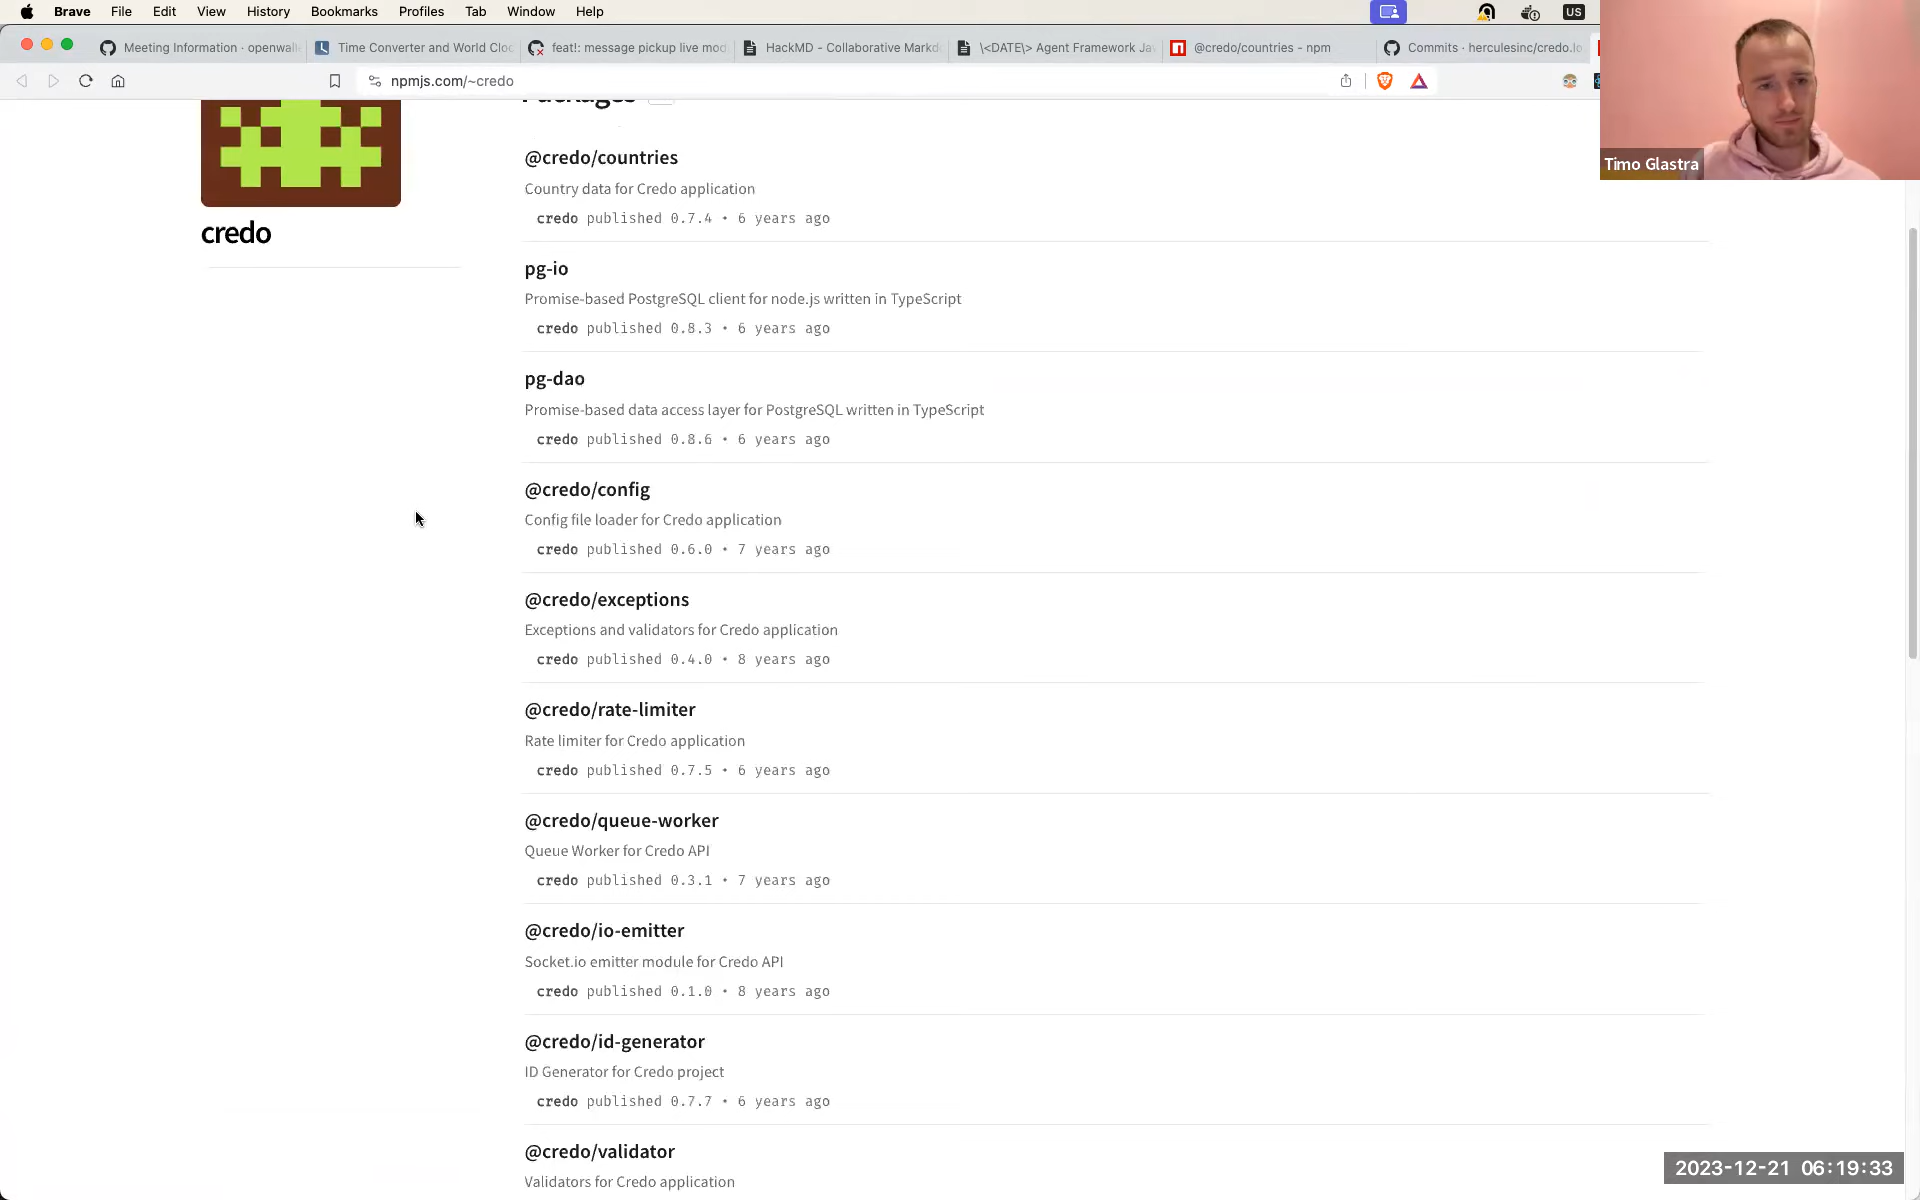 Brave File Edit View History Bookmarks Profiles Tab Window Help US
Meeting Information · openwall
Time Converter and World Cloc
feat!: message pickup live mod
HackMD - Collaborative Markd
\<DATE\> Agent Framework Ja
@credo/countries - npm
Commits · herculesinc/credo.lo
npmjs.com/~credo
Timo Glastra
credo
Packages
@credo/countries
Country data for Credo application
credo published 0.7.4 • 6 years ago
pg-io
Promise-based PostgreSQL client for node.js written in TypeScript
credo published 0.8.3 • 6 years ago
pg-dao
Promise-based data access layer for PostgreSQL written in TypeScript
credo published 0.8.6 • 6 years ago
@credo/config
Config file loader for Credo application
credo published 0.6.0 • 7 years ago
@credo/exceptions
Exceptions and validators for Credo application
credo published 0.4.0 • 8 years ago
@credo/rate-limiter
Rate limiter for Credo application
credo published 0.7.5 • 6 years ago
@credo/queue-worker
Queue Worker for Credo API
credo published 0.3.1 • 7 years ago
@credo/io-emitter
Socket.io emitter module for Credo API
credo published 0.1.0 • 8 years ago
@credo/id-generator
ID Generator for Credo project
credo published 0.7.7 • 6 years ago
@credo/validator
Validators for Credo application
2023-12-21 06:19:33